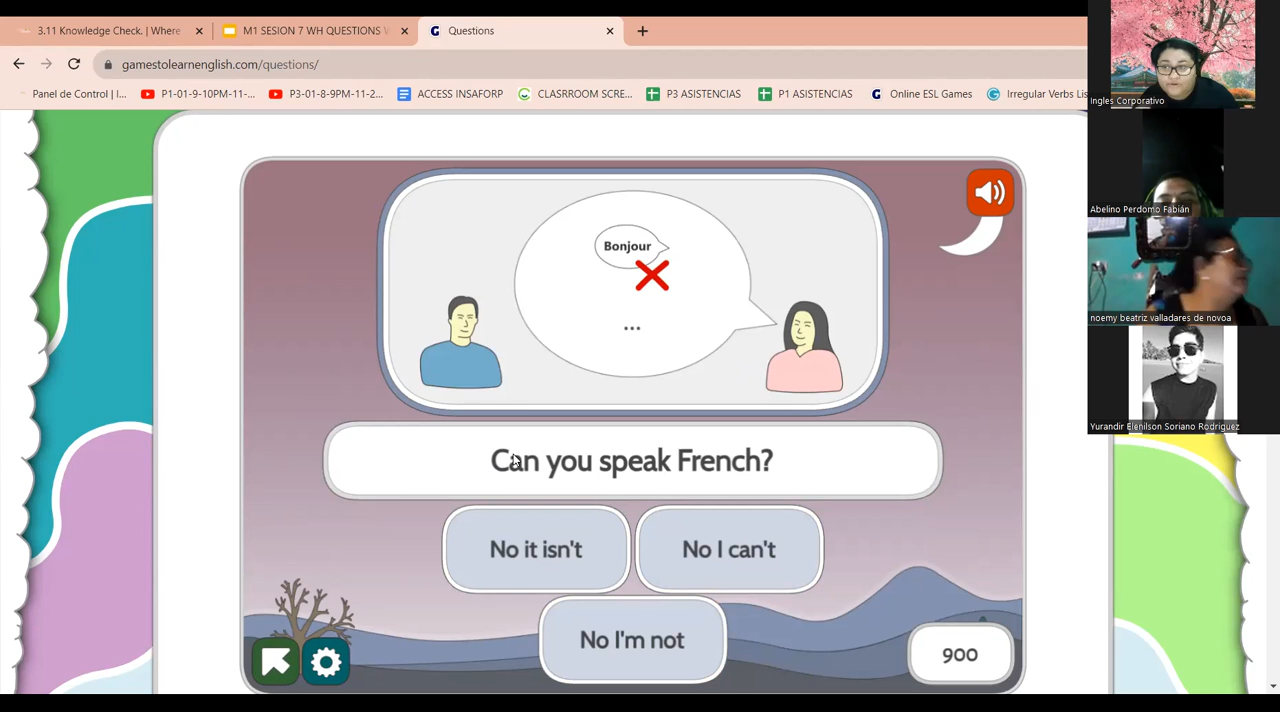 3.11 Knowledge Check. | Where
M1 SESION 7 WH QUESTIONS
Questions
gamestolearnenglish.com/questions/
Panel de Control | I...
P1-01-9-10PM-11-...
P3-01-8-9PM-11-2...
ACCESS INSAFORP
CLASRROOM SCRE...
P3 ASISTENCIAS
P1 ASISTENCIAS
Online ESL Games
Irregular Verbs Lis
Ingles Corporativo
Abelino Perdomo Fabián
noemy beatriz valladares de novoa
Yurandir Elenilson Soriano Rodriguez
Bonjour
...
Can you speak French?
No it isn't
No I can't
No I'm not
900